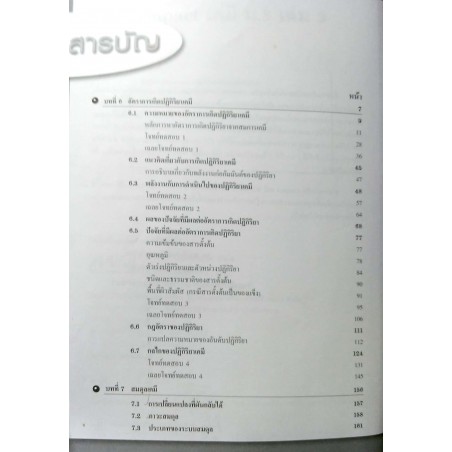 สารบัญ
หน้า
บทที่ 6 อัตราการเกิดปฏิกิริยาเคมี 7
6.1 ความหมายของอัตราการเกิดปฏิกิริยาเคมี 9
หลักการหาอัตราการเกิดปฏิกิริยาจากสมการเคมี 11
โจทย์ทดสอบ 1 28
เฉลยโจทย์ทดสอบ 1 36
6.2 แนวคิดเกี่ยวกับการเกิดปฏิกิริยาเคมี 45
การอธิบายเกี่ยวกับพลังงานก่อกัมมันต์ของปฏิกิริยา 47
6.3 พลังงานกับการดำเนินไปของปฏิกิริยาเคมี
โจทย์ทดสอบ 2
เฉลยโจทย์ทดสอบ 2
6.4 ผลของปัจจัยที่มีผลต่ออัตราการเกิดปฏิกิริยา
6.5 ปัจจัยที่มีผลต่ออัตราการเกิดปฏิกิริยา 77
ความเข้มข้นของสารตั้งต้น 77
อุณหภูมิ 78
ตัวเร่งปฏิกิริยาและตัวหน่วงปฏิกิริยา 84
ชนิดและธรรมชาติของสารตั้งต้น 90
พื้นที่ผิวสัมผัส กรณีสารตั้งต้นเป็นของแข็ง 94
โจทย์ทดสอบ 3 95
เฉลยโจทย์ทดสอบ 3 106
6.6 กฎอัตราของปฏิกิริยา 111
การแปลความหมายของอันดับปฏิกิริยา 112
6.7 กลไกของปฏิกิริยาเคมี 124
โจทย์ทดสอบ 4 131
เฉลยโจทย์ทดสอบ 4 145
บทที่ 7 สมดุลเคมี 156
7.1 การเปลี่ยนแปลงที่ผันกลับได้ 157
7.2 ภาวะสมดุล 159
7.3 ประเภทของระบบสมดุล 161